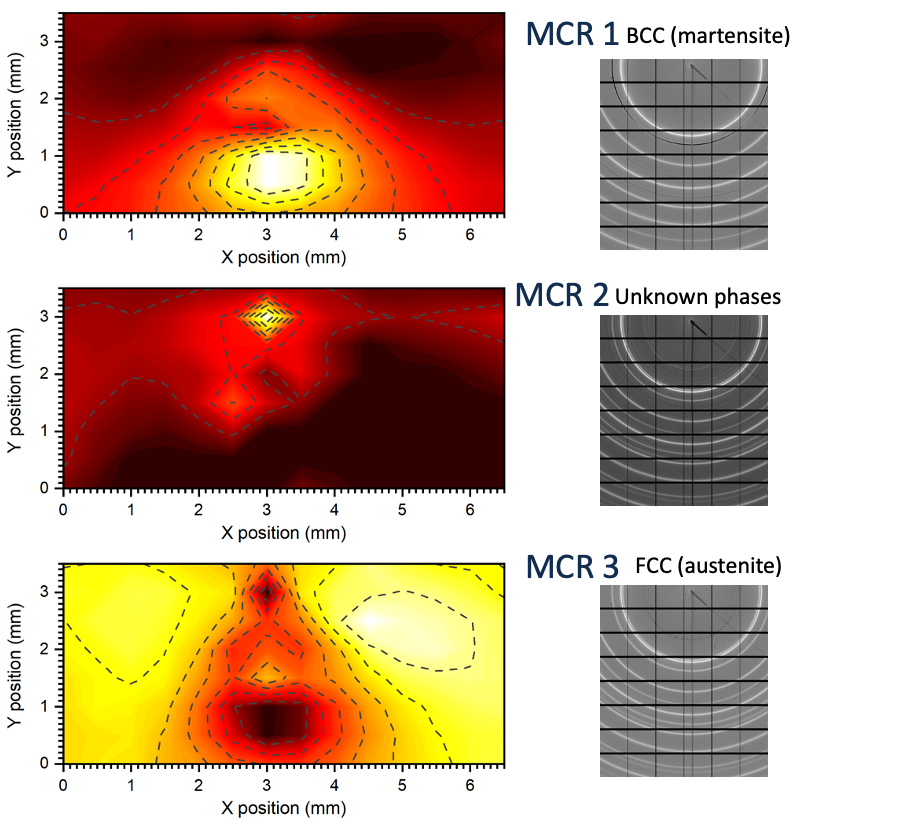 MCR 1 BCC (martensite)
3
2
1
0
Y position (mm)
0 1 2 3 4 5 6
X position (mm)
MCR 2 Unknown phases
3
2
1
0
Y position (mm)
0 1 2 3 4 5 6
X position (mm)
MCR 3 FCC (austenite)
3
2
1
0
Y position (mm)
0 1 2 3 4 5 6
X position (mm)